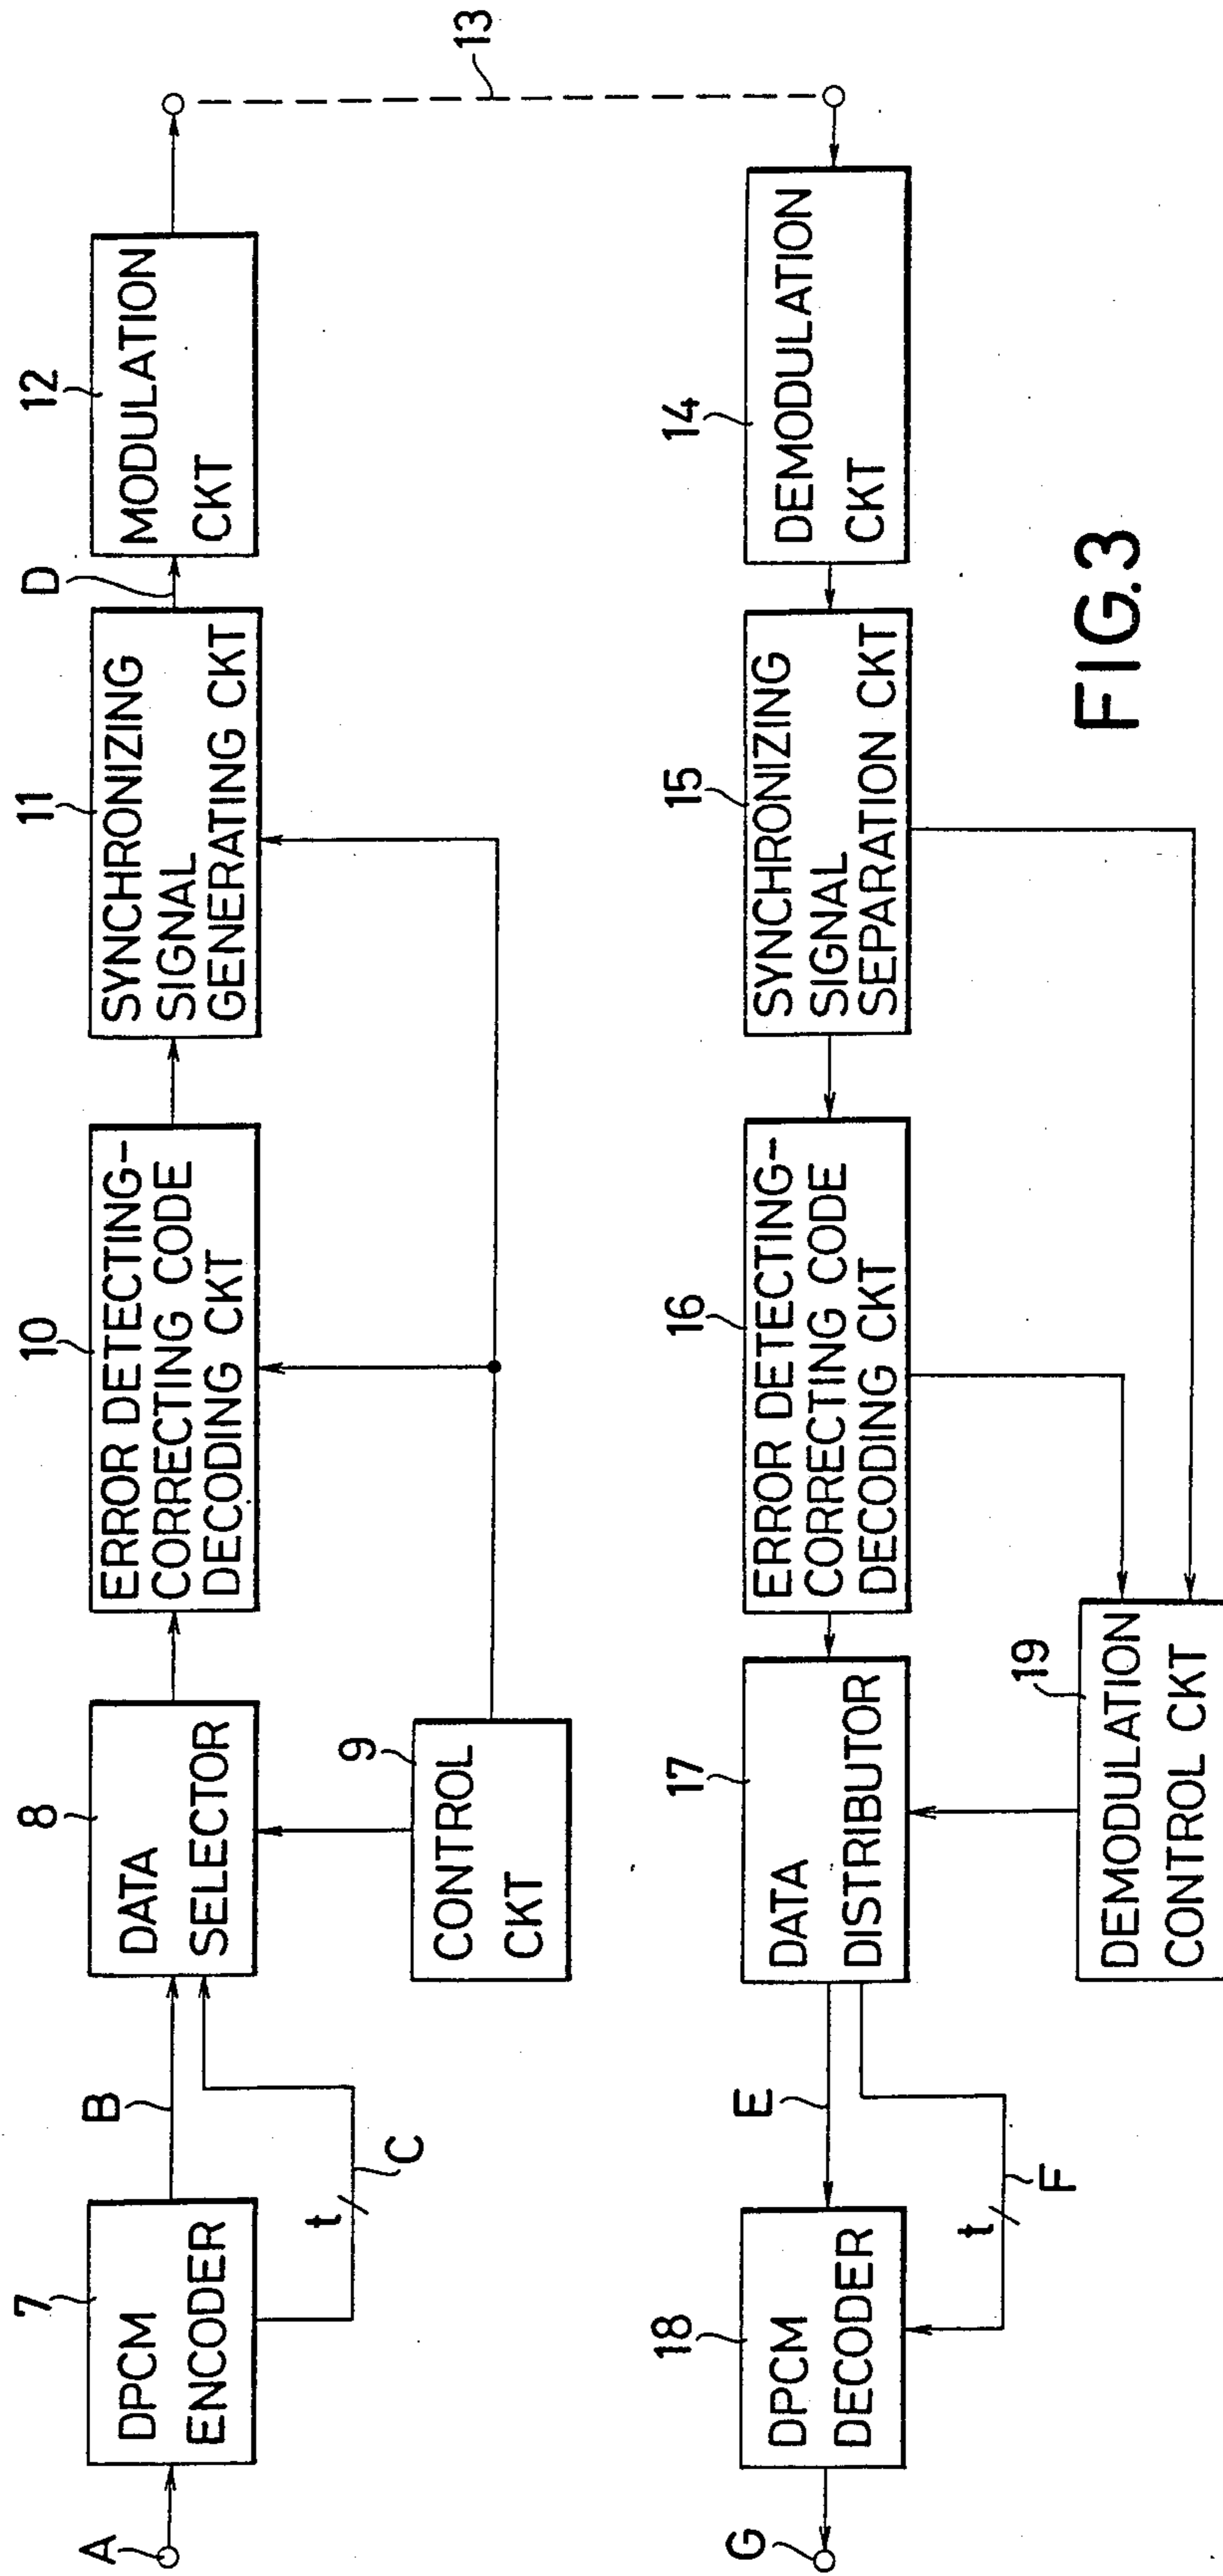 A
7
DPCM
ENCODER
B
t
C
8
DATA
SELECTOR
9
CONTROL
CKT
10
ERROR DETECTING-
CORRECTING CODE
DECODING CKT
11
SYNCHRONIZING
SIGNAL
GENERATING CKT
D
12
MODULATION
CKT
13
14
DEMODULATION
CKT
15
SYNCHRONIZING
SIGNAL
SEPARATION CKT
16
ERROR DETECTING-
CORRECTING CODE
DECODING CKT
17
DATA
DISTRIBUTOR
19
DEMODULATION
CONTROL CKT
E
t
F
18
DPCM
DECODER
G
FIG.3